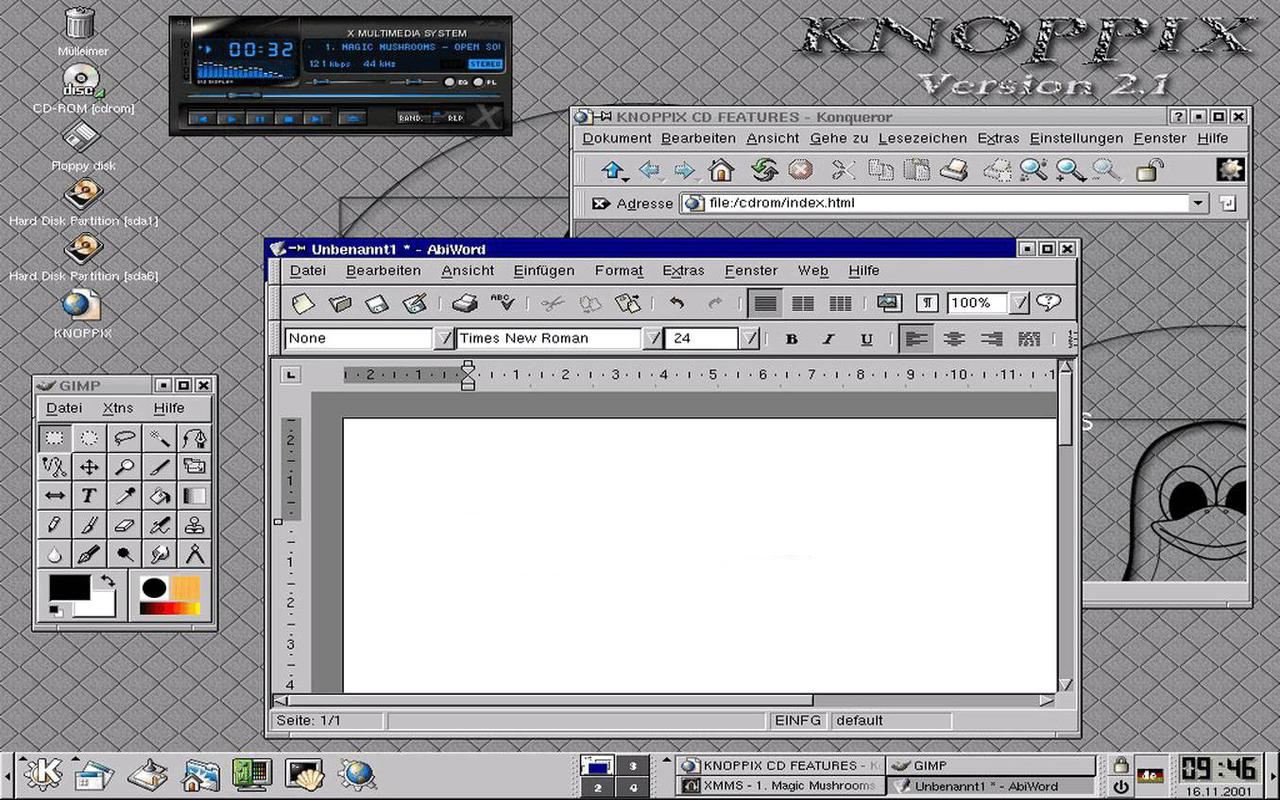 KNOPPIX
Version 2.1
Mülleimer
CD-ROM [cdrom]
Floppy disk
Hard Disk Partition [sda1]
Hard Disk Partition [sda6]
KNOPPIX
X MULTIMEDIA SYSTEM
00:32
1. MAGIC MUSHROOMS - OPEN SO
121 kbps 44 kHz
STEREO
EQ PL
RAND. RLP
KNOPPIX CD FEATURES - Konqueror
Dokument Bearbeiten Ansicht Gehe zu Lesezeichen Extras Einstellungen Fenster Hilfe
Adresse file:/cdrom/index.html
S
Unbenannt1 * - AbiWord
Datei Bearbeiten Ansicht Einfügen Format Extras Fenster Web Hilfe
ABC
¶ 100% ?
None Times New Roman 24 B I U
2 1 1 2 3 4 5 6 7 8 9 10 11 1
2
1
1
2
3
4
Seite: 1/1 EINFG default
GIMP
Datei Xtns Hilfe
T
K
3
2 4
KNOPPIX CD FEATURES - K
GIMP
XMMS - 1. Magic Mushrooms
Unbenannt1 * - AbiWord
09:46
16.11.2001